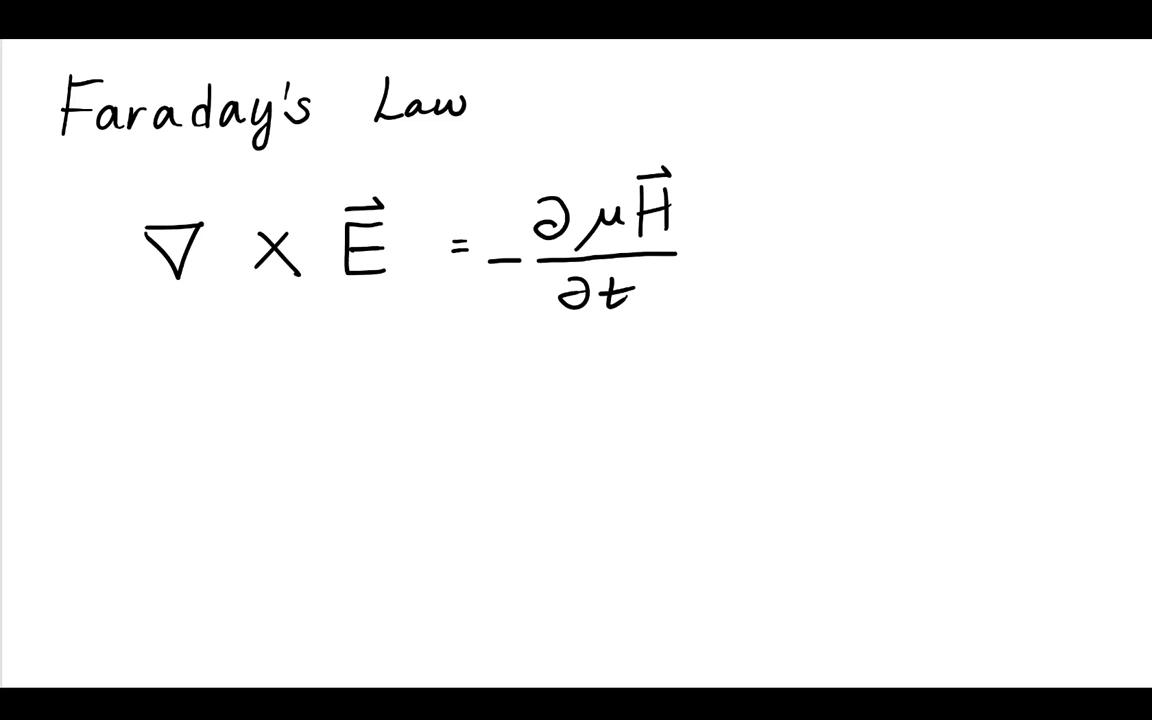 Faraday's Law
∇ × E⃗ = - ∂μH⃗ / ∂t